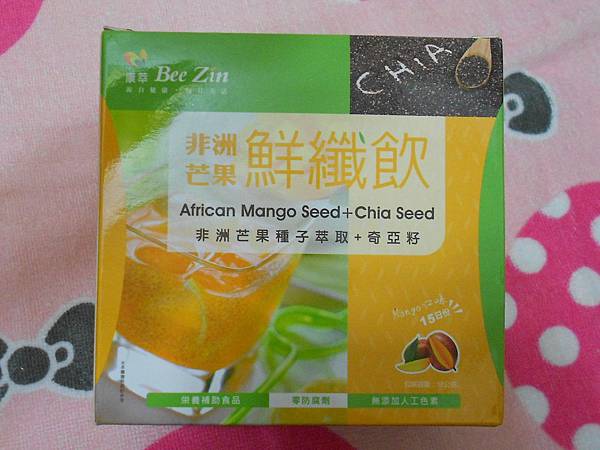 康萃 Bee Zin
CHIA
非洲
芒果
鮮纖飲
African Mango Seed+Chia Seed
非洲芒果種子萃取+奇亞籽
Mango口味!!!
15日份
營養補助食品
零防腐劑
無添加人工色素